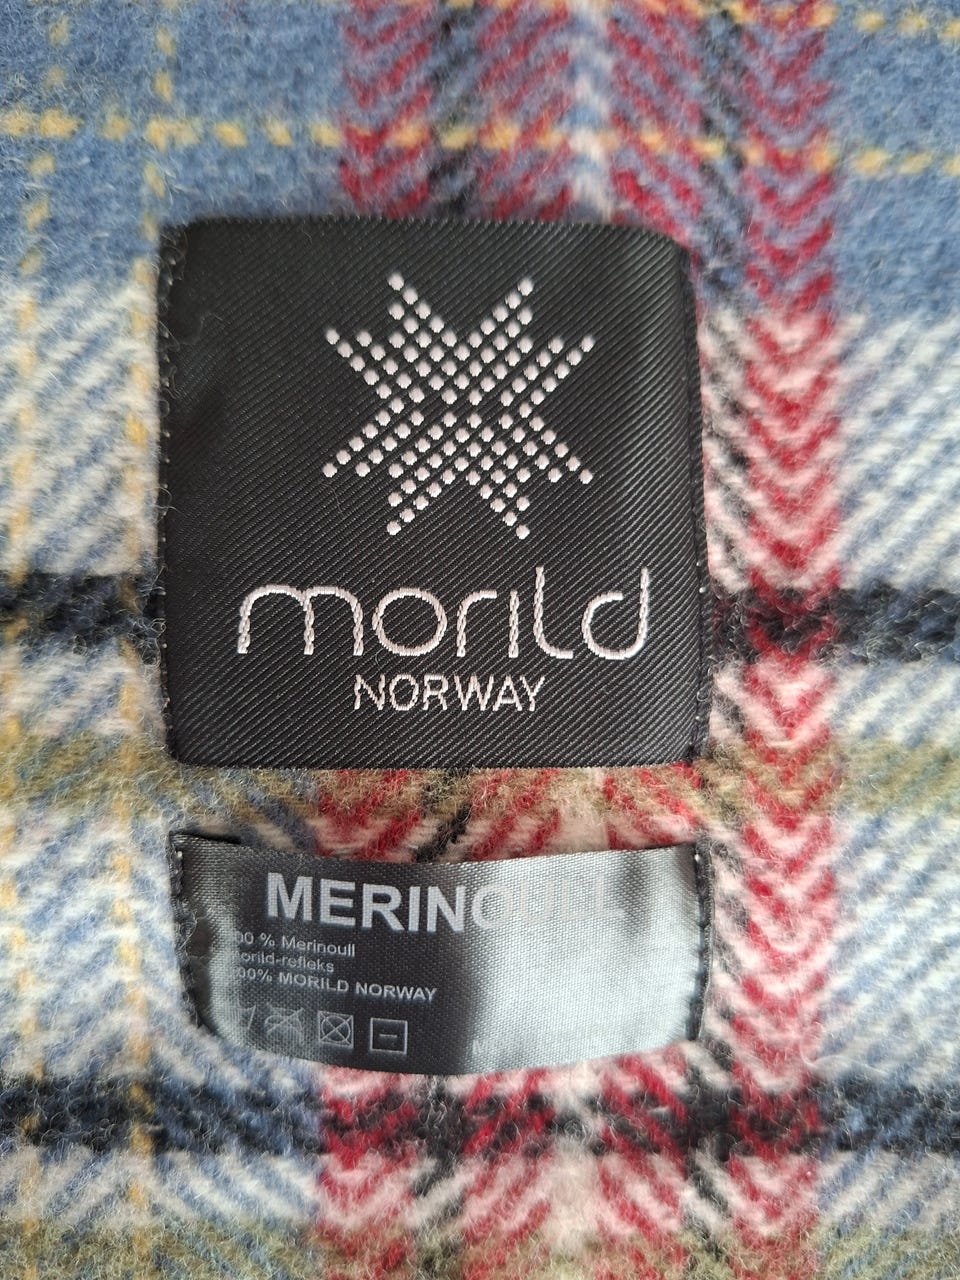 morild
NORWAY
MERINOULL
00 % Merinoull
orild-refleks
00% MORILD NORWAY